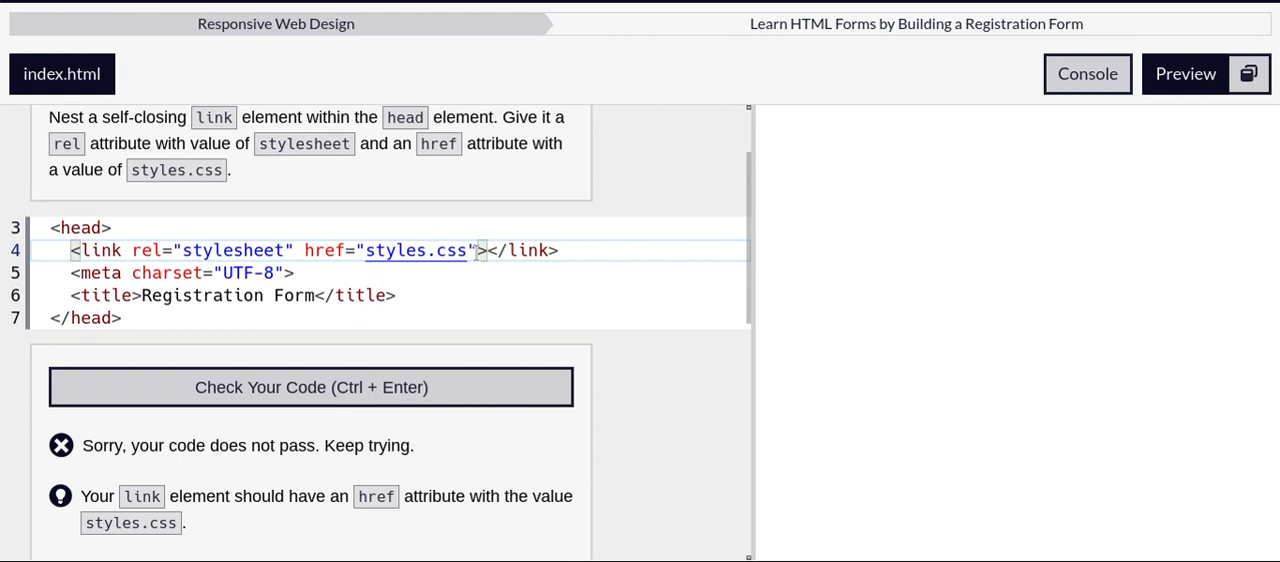 Responsive Web Design
Learn HTML Forms by Building a Registration Form
index.html
Console
Preview
Nest a self-closing link element within the head element. Give it a
rel attribute with value of stylesheet and an href attribute with
a value of styles.css.
3 <head>
4 <link rel="stylesheet" href="styles.css"></link>
5 <meta charset="UTF-8">
6 <title>Registration Form</title>
7 </head>
Check Your Code (Ctrl + Enter)
Sorry, your code does not pass. Keep trying.
Your link element should have an href attribute with the value
styles.css.